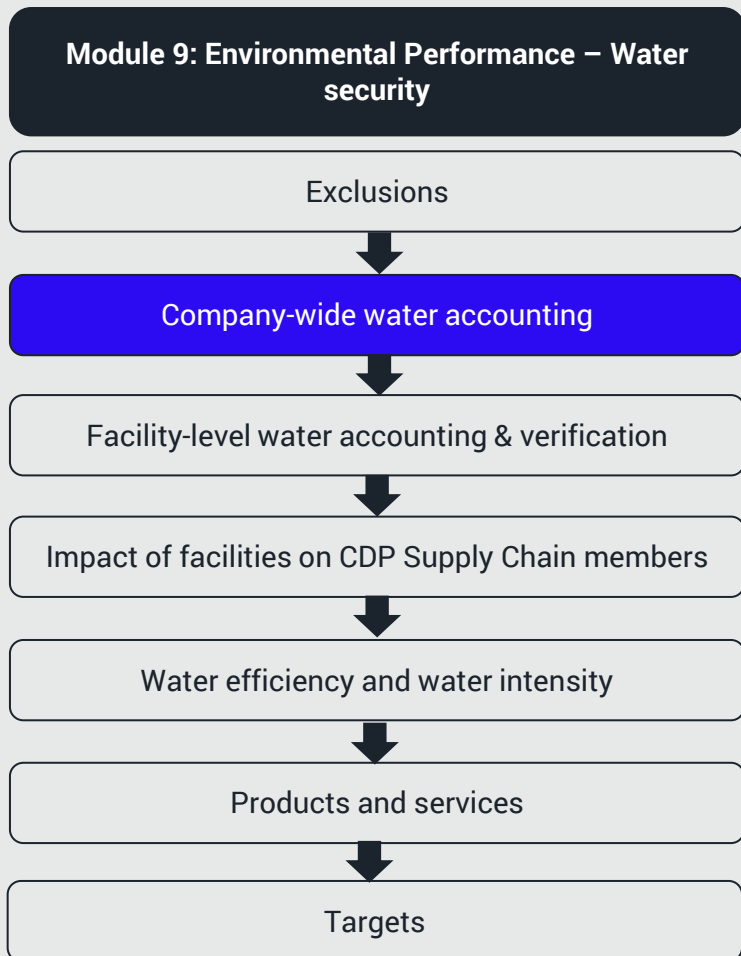 Module 9: Environmental Performance – Water
security
Exclusions
Company-wide water accounting
Facility-level water accounting & verification
Impact of facilities on CDP Supply Chain members
Water efficiency and water intensity
Products and services
Targets